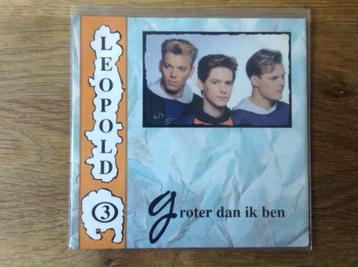 LEOPOLD
3
groter dan ik ben